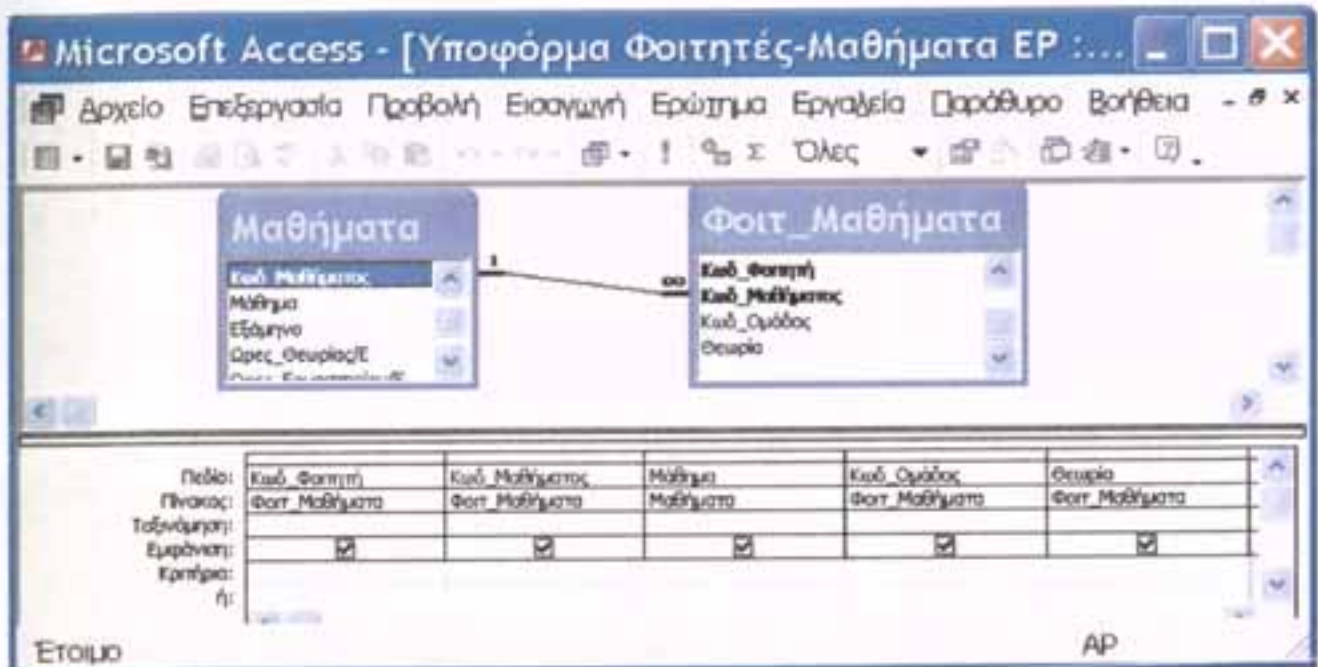 Microsoft Access - [Υποφόρμα Φοιτητές-Μαθήματα ΕΡ :...
Αρχείο Επεξεργασία Προβολή Εισαγωγή Ερώτημα Εργαλεία Παράθυρο Βοήθεια
Όλες
Μαθήματα
Κωδ_Μαθήματος
Μάθημα
Εξάμηνο
Ωρες_Θεωρίας/Ε
1
∞
Φοιτ_Μαθήματα
Κωδ_Φοιτητή
Κωδ_Μαθήματος
Κωδ_Ομάδος
Θεωρία
Πεδίο: Κωδ_Φοιτητή Κωδ_Μαθήματος Μάθημα Κωδ_Ομάδος Θεωρία
Πίνακας: Φοιτ_Μαθήματα Φοιτ_Μαθήματα Μαθήματα Φοιτ_Μαθήματα Φοιτ_Μαθήματα
Ταξινόμηση:
Εμφάνιση:
Κριτήρια:
ή:
Έτοιμο AP